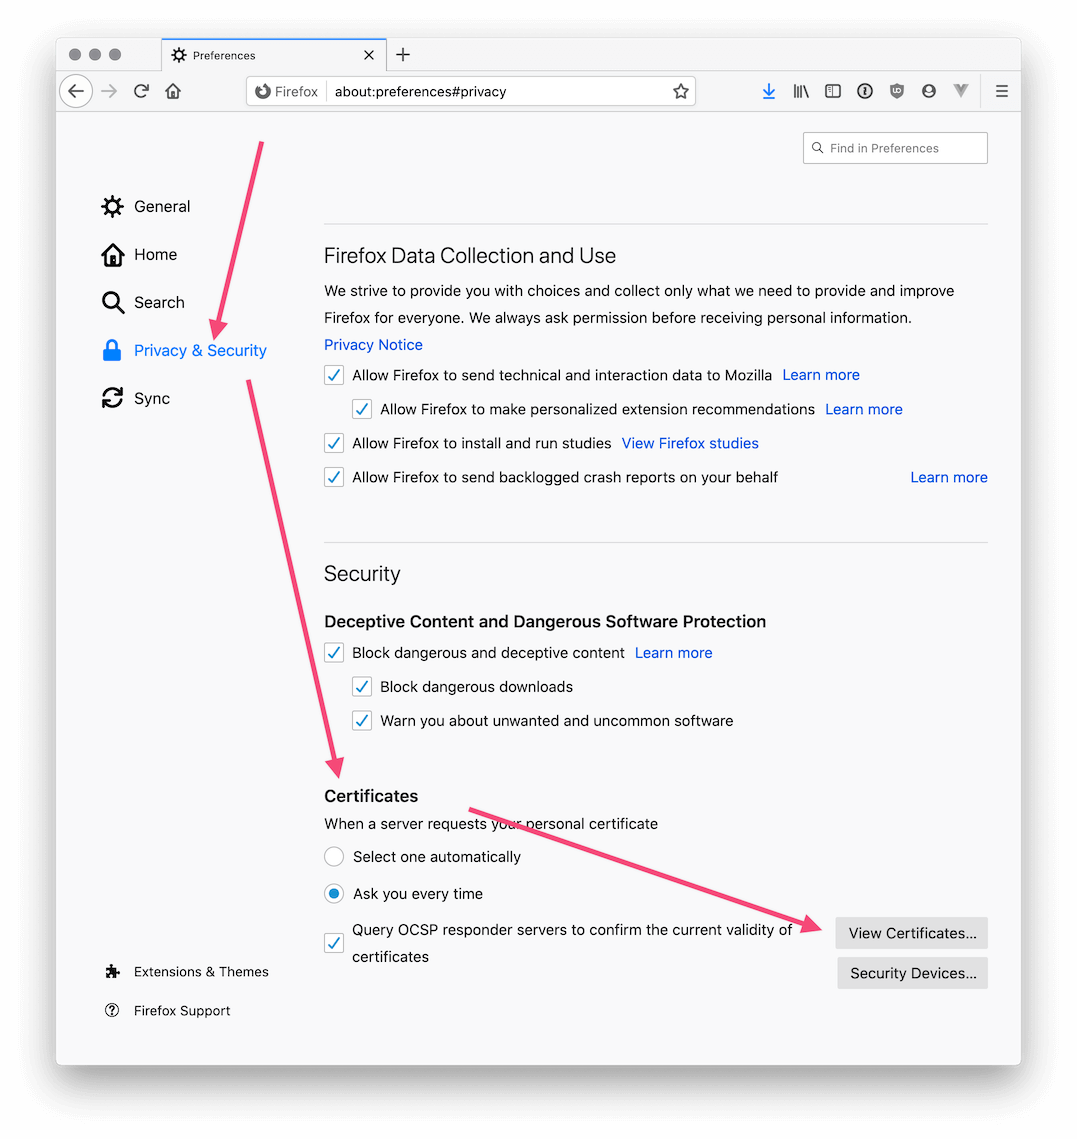 Preferences
Firefox about:preferences#privacy
Find in Preferences
General
Home
Search
Privacy & Security
Sync
Extensions & Themes
Firefox Support
Firefox Data Collection and Use
We strive to provide you with choices and collect only what we need to provide and improve
Firefox for everyone. We always ask permission before receiving personal information.
Privacy Notice
Allow Firefox to send technical and interaction data to Mozilla Learn more
Allow Firefox to make personalized extension recommendations Learn more
Allow Firefox to install and run studies View Firefox studies
Allow Firefox to send backlogged crash reports on your behalf Learn more
Security
Deceptive Content and Dangerous Software Protection
Block dangerous and deceptive content Learn more
Block dangerous downloads
Warn you about unwanted and uncommon software
Certificates
When a server requests your personal certificate
Select one automatically
Ask you every time
Query OCSP responder servers to confirm the current validity of
certificates
View Certificates...
Security Devices...